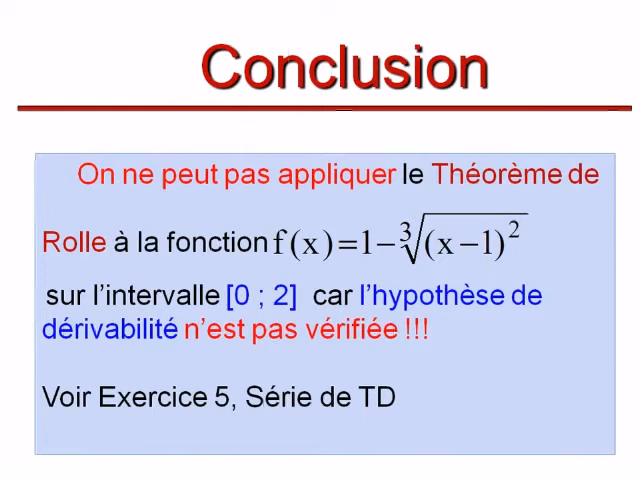 Conclusion
On ne peut pas appliquer le Théorème de
Rolle à la fonction f(x)=1−∛(x−1)²
sur l'intervalle [0 ; 2] car l'hypothèse de
dérivabilité n'est pas vérifiée !!!
Voir Exercice 5, Série de TD